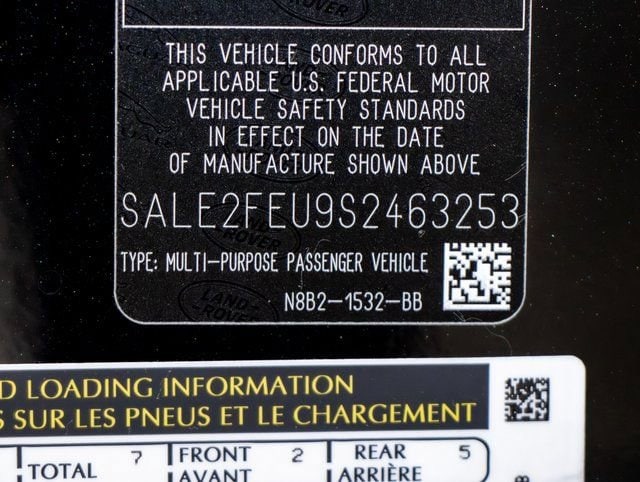 THIS VEHICLE CONFORMS TO ALL
APPLICABLE U.S. FEDERAL MOTOR
VEHICLE SAFETY STANDARDS
IN EFFECT ON THE DATE
OF MANUFACTURE SHOWN ABOVE
SALE2FEU9S2463253
TYPE: MULTI-PURPOSE PASSENGER VEHICLE
LAND-
ROVER
N8B2-1532-BB
LOADING INFORMATION
SUR LES PNEUS ET LE CHARGEMENT
TOTAL 7 FRONT 2 REAR 5
AVANT ARRIÈRE